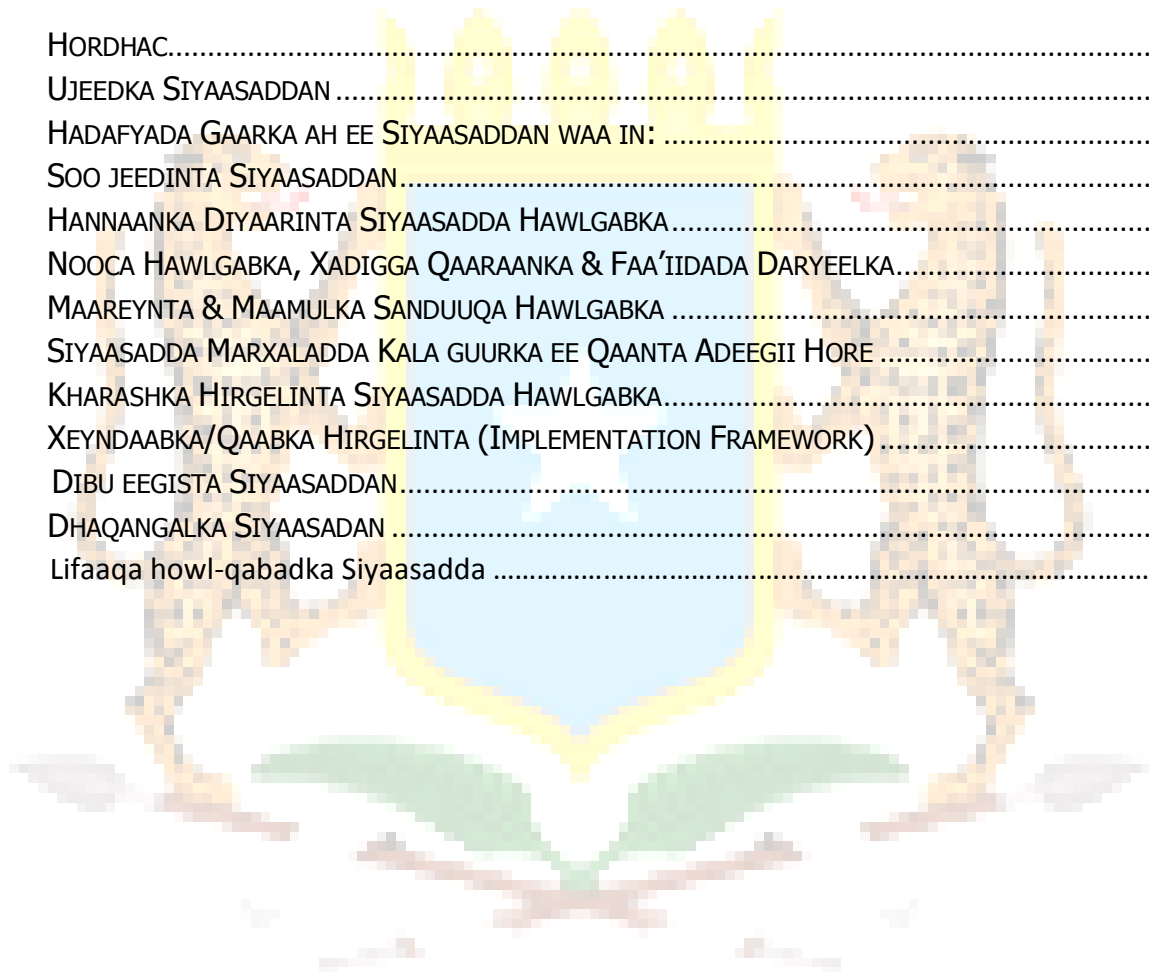 HORDHAC
UJEEDKA SIYAASADDAN
HADAFYADA GAARKA AH EE SIYAASADDAN WAA IN:
SOO JEEDINTA SIYAASADDAN
HANNAANKA DIYAARINTA SIYAASADDA HAWLGABKA
NOOCA HAWLGABKA, XADIGGA QAARAANKA & FAA'IIDADA DARYEELKA
MAAREYNTA & MAAMULKA SANDUUQA HAWLGABKA
SIYAASADDA MARXALADDA KALA GUURKA EE QAANTA ADEEGII HORE
KHARASHKA HIRGELINTA SIYAASADDA HAWLGABKA
XEYNDAABKA/QAABKA HIRGELINTA (IMPLEMENTATION FRAMEWORK)
DIBU EEGISTA SIYAASADDAN
DHAQANGALKA SIYAASADAN
Lifaaqa howl-qabadka Siyaasadda